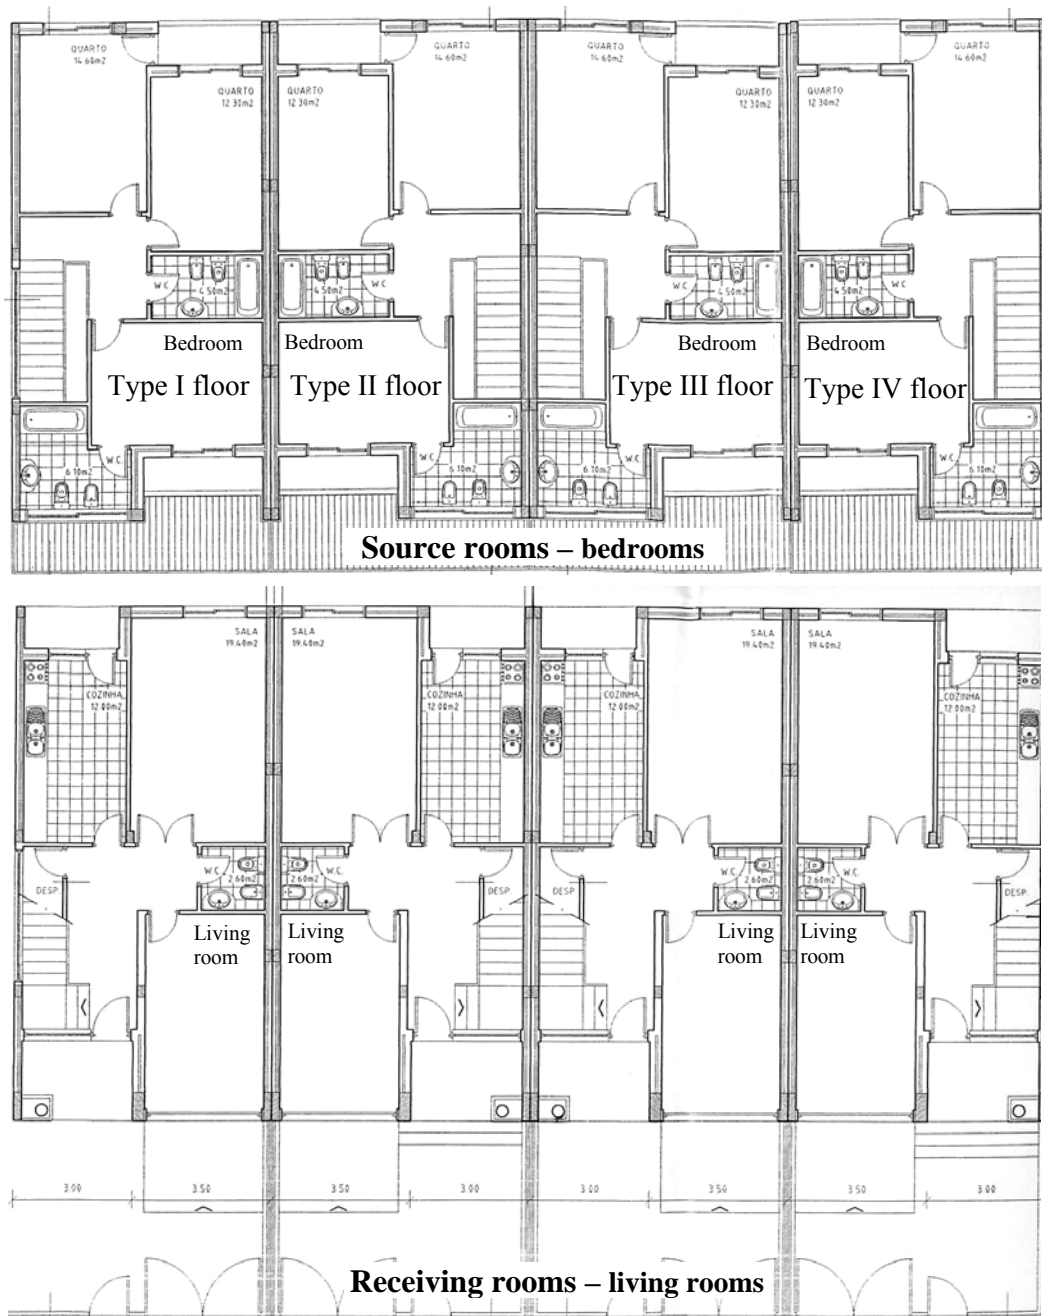 QUARTO
14.60m2
QUARTO
14.60m2
QUARTO
14.60m2
QUARTO
14.60m2
QUARTO
12.30m2
QUARTO
12.30m2
QUARTO
12.30m2
QUARTO
12.30m2
W.C.
4.50m2
4.50m2
W.C.
W.C.
4.50m2
4.50m2
W.C.
Bedroom
Bedroom
Bedroom
Bedroom
Type I floor
Type II floor
Type III floor
Type IV floor
W.C.
6.10m2
W.C.
6.10m2
W.C.
6.10m2
W.C.
6.10m2
Source rooms – bedrooms
SALA
19.40m2
SALA
19.40m2
SALA
19.40m2
SALA
19.40m2
COZINHA
12.00m2
COZINHA
12.00m2
COZINHA
12.00m2
COZINHA
12.00m2
W.C.
2.60m2
2.60m2
W.C.
W.C.
2.60m2
2.60m2
W.C.
DESP.
DESP.
DESP.
DESP.
Living
room
Living
room
Living
room
Living
room
3.00
3.50
3.50
3.00
3.00
3.50
3.50
3.00
Receiving rooms – living rooms